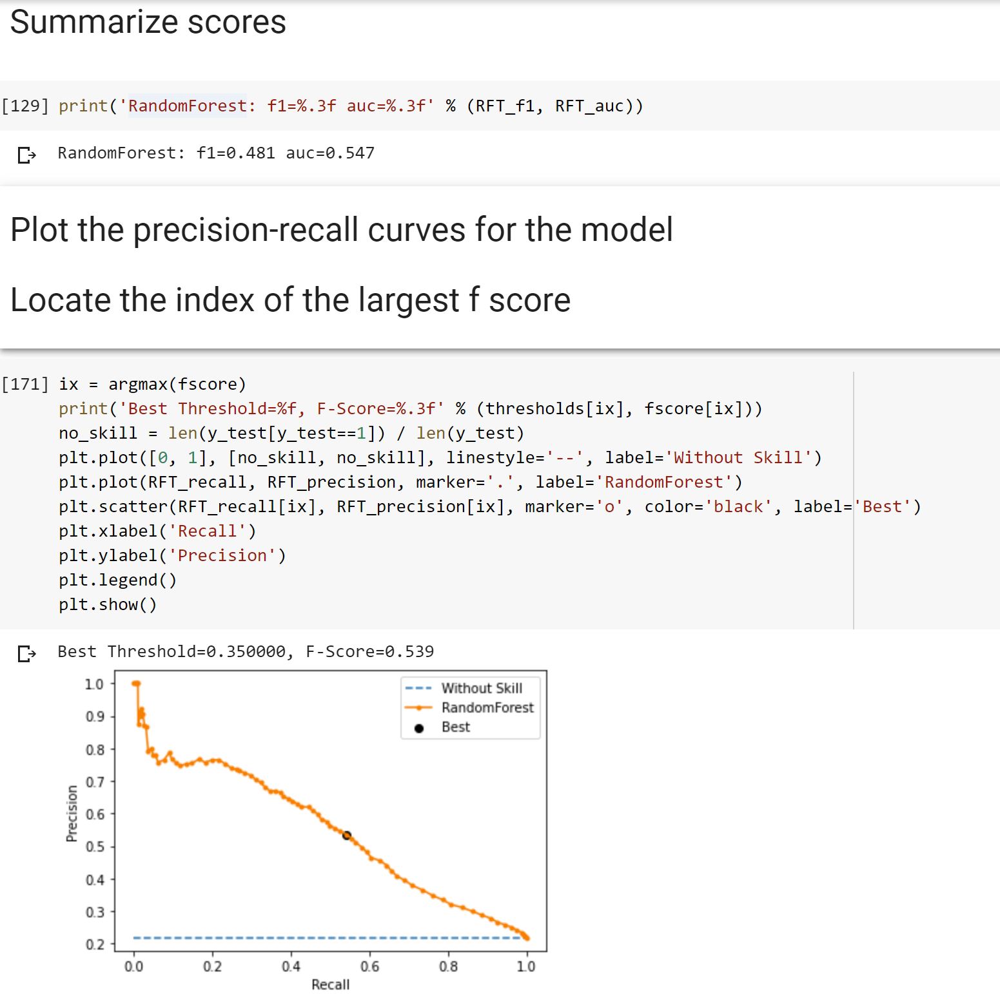 Summarize scores
[129] print('RandomForest: f1=%.3f auc=%.3f' % (RFT_f1, RFT_auc))
RandomForest: f1=0.481 auc=0.547
Plot the precision-recall curves for the model
Locate the index of the largest f score
[171] ix = argmax(fscore)
print('Best Threshold=%f, F-Score=%.3f' % (thresholds[ix], fscore[ix]))
no_skill = len(y_test[y_test==1]) / len(y_test)
plt.plot([0, 1], [no_skill, no_skill], linestyle='--', label='Without Skill')
plt.plot(RFT_recall, RFT_precision, marker='.', label='RandomForest')
plt.scatter(RFT_recall[ix], RFT_precision[ix], marker='o', color='black', label='Best')
plt.xlabel('Recall')
plt.ylabel('Precision')
plt.legend()
plt.show()
Best Threshold=0.350000, F-Score=0.539
Without Skill
RandomForest
Best
1.0
0.9
0.8
0.7
0.6
0.5
0.4
0.3
0.2
Precision
0.0 0.2 0.4 0.6 0.8 1.0
Recall